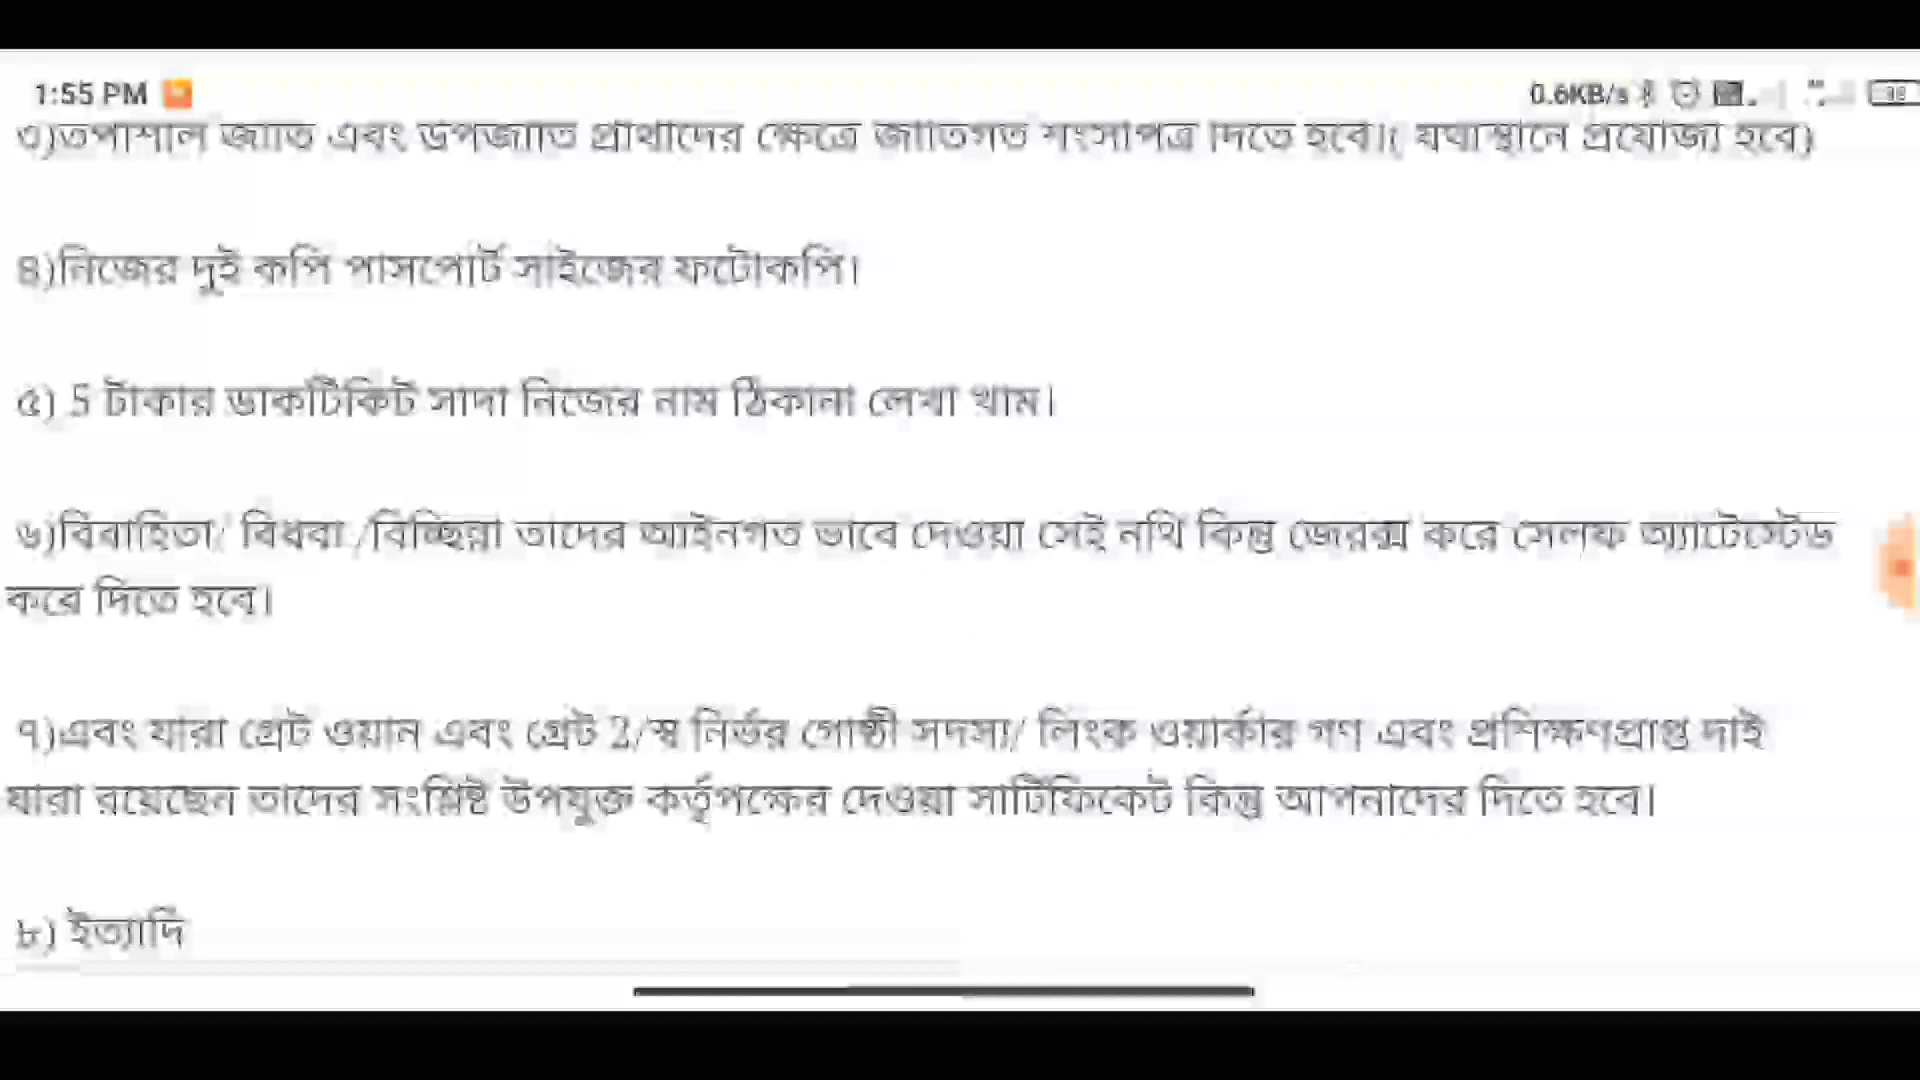 1:55 PM
0.6KB/s
৩)তপশিলি জাতি এবং উপজাতি প্রার্থীদের ক্ষেত্রে জাতিগত শংসাপত্র দিতে হবে।( যথাস্থানে প্রযোজ্য হবে)
৪)নিজের দুই কপি পাসপোর্ট সাইজের ফটোকপি।
৫) 5 টাকার ডাকটিকিট সাদা নিজের নাম ঠিকানা লেখা খাম।
৬)বিবাহিতা/ বিধবা /বিচ্ছিন্না তাদের আইনগত ভাবে দেওয়া সেই নথি কিন্তু জেরক্স করে সেলফ অ্যাটেস্টেড
করে দিতে হবে।
৭)এবং যারা গ্রেট ওয়ান এবং গ্রেট 2/স্ব নির্ভর গোষ্ঠী সদস্য/ লিংক ওয়ার্কার গণ এবং প্রশিক্ষণপ্রাপ্ত দাই
যারা রয়েছেন তাদের সংশ্লিষ্ট উপযুক্ত কর্তৃপক্ষের দেওয়া সার্টিফিকেট কিন্তু আপনাদের দিতে হবে।
৮) ইত্যাদি